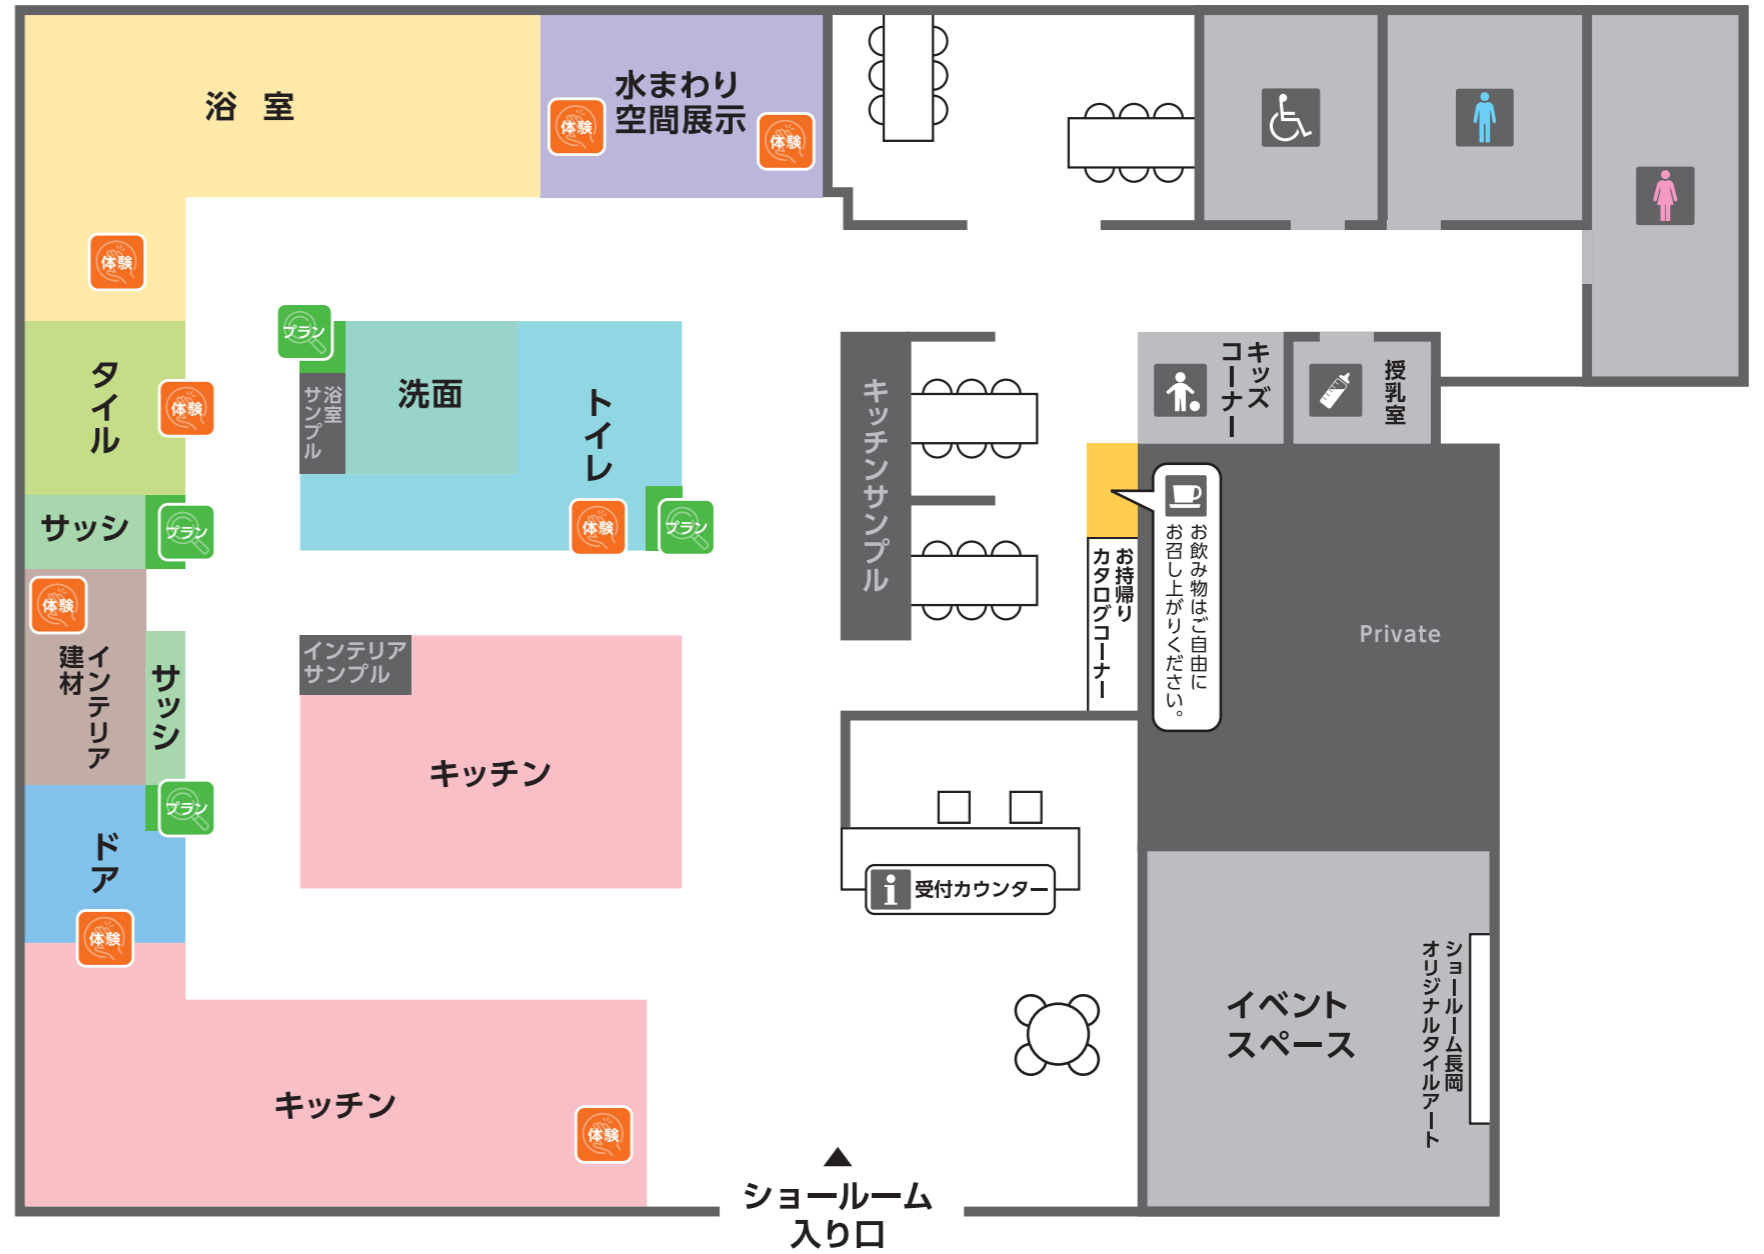 浴室
水まわり
空間展示
体験
体験
体験
タイル
体験
プラン
浴室
サンプル
洗面
トイレ
体験
プラン
サッシ
プラン
体験
インテリア
建材
サッシ
プラン
ドア
体験
インテリア
サンプル
キッチン
キッチン
体験
キッチンサンプル
キッズ
コーナー
授乳室
お飲み物はご自由に
お召し上がりください。
お持帰り
カタログコーナー
Private
i 受付カウンター
イベント
スペース
ショールーム長岡
オリジナルタイルアート
ショールーム
入り口